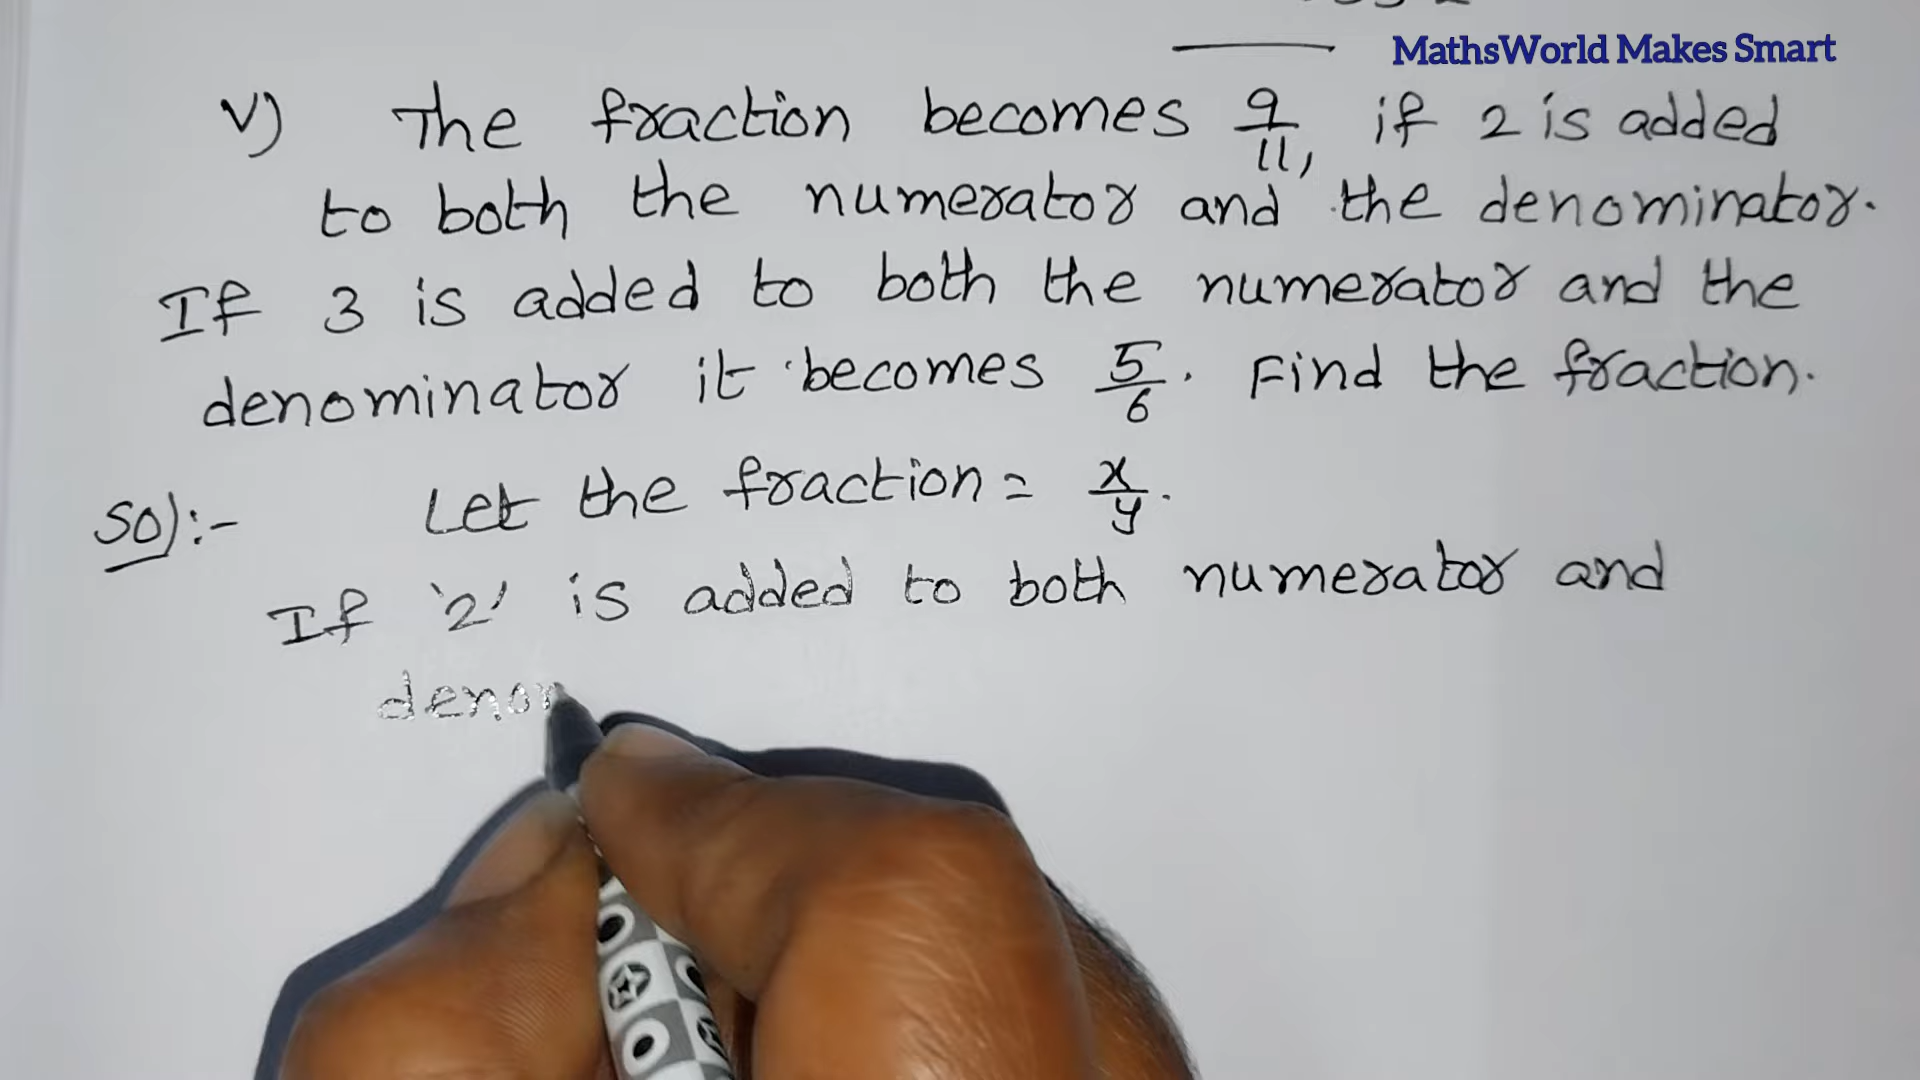 MathsWorld Makes Smart
V) The fraction becomes 9/11, if 2 is added
to both the numerator and the denominator.
If 3 is added to both the numerator and the
denominator it becomes 5/6. Find the fraction.
Sol:- Let the fraction = x/y.
If '2' is added to both numerator and
denom